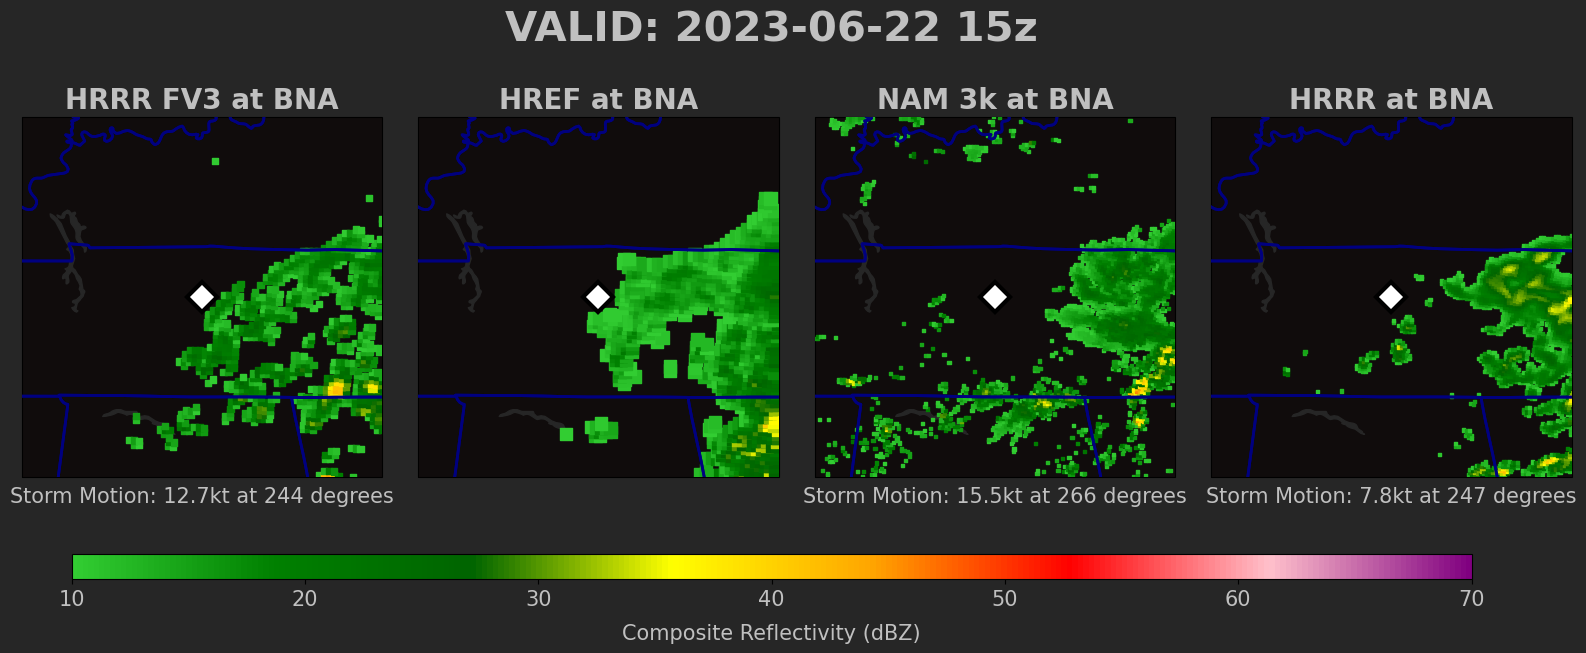 VALID: 2023-06-22 15z
HRRR FV3 at BNA
HREF at BNA
NAM 3k at BNA
HRRR at BNA
Storm Motion: 12.7kt at 244 degrees
Storm Motion: 15.5kt at 266 degrees
Storm Motion: 7.8kt at 247 degrees
10 20 30 40 50 60 70
Composite Reflectivity (dBZ)